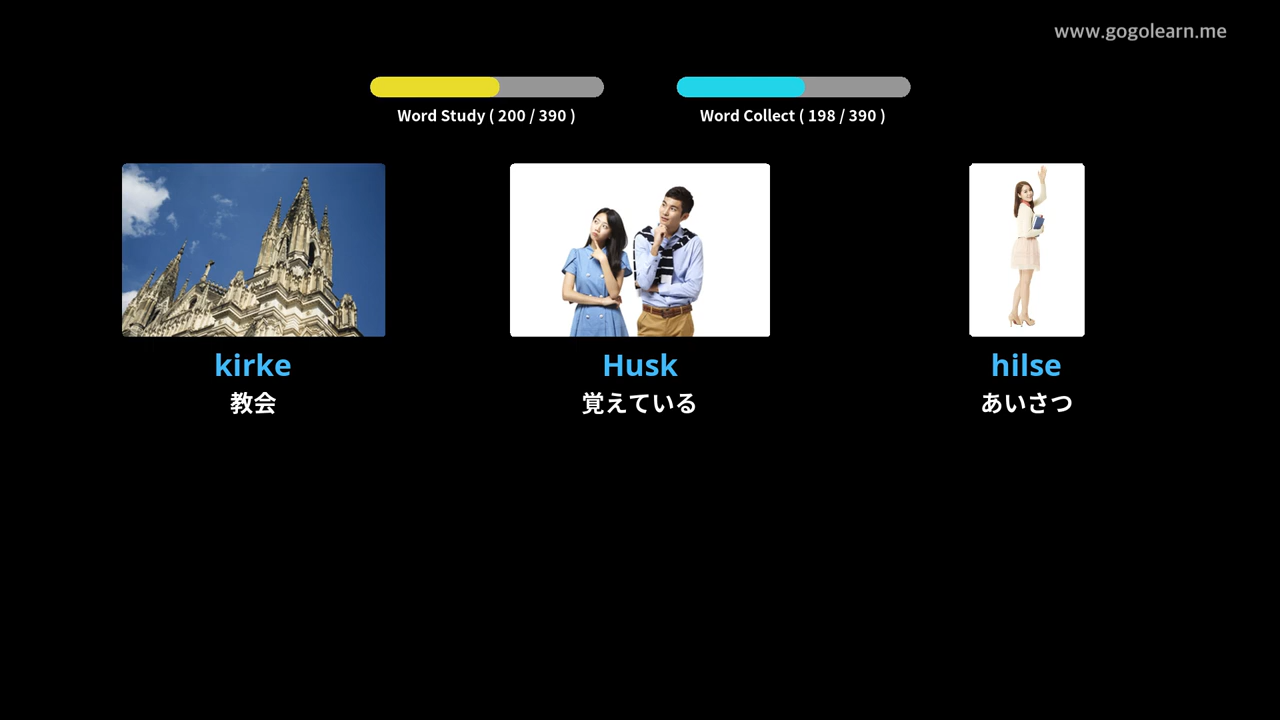 www.gogolearn.me
Word Study ( 200 / 390 )
Word Collect ( 198 / 390 )
kirke
教会
Husk
覚えている
hilse
あいさつ